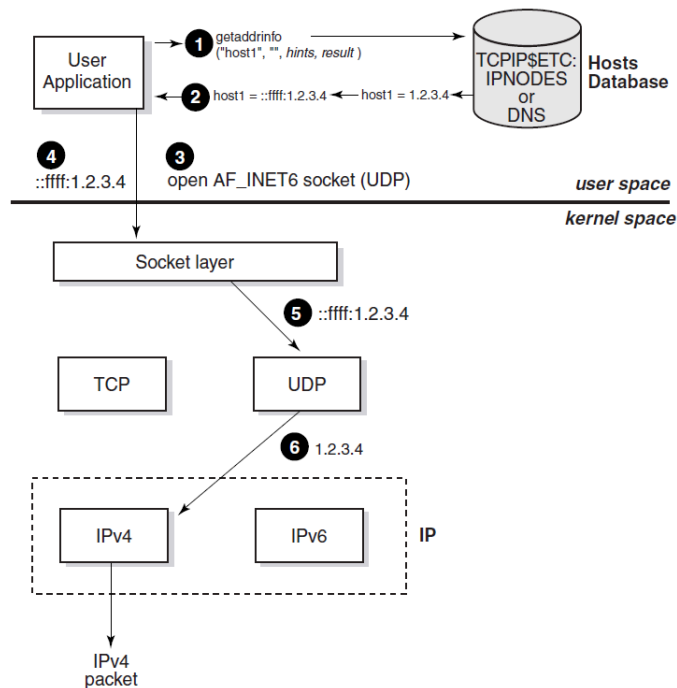 1 getaddrinfo
("host1", "", hints, result )
User
Application
TCPIP$ETC:
IPNODES
or
DNS
Hosts
Database
2 host1 = ::ffff:1.2.3.4 host1 = 1.2.3.4
4
::ffff:1.2.3.4
3
open AF_INET6 socket (UDP)
user space
kernel space
Socket layer
5 ::ffff:1.2.3.4
TCP
UDP
6 1.2.3.4
IPv4
IPv6
IP
IPv4
packet